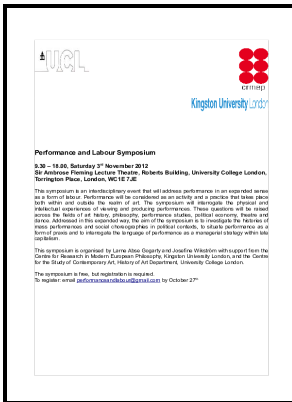 UCL
crmep
Kingston University London
Performance and Labour Symposium
9.30 – 18.00, Saturday 3rd November 2012
Sir Ambrose Fleming Lecture Theatre, Roberts Building, University College London,
Torrington Place, London, WC1E 7JE
This symposium is an interdisciplinary event that will address performance in an expanded sense
as a form of labour. Performance will be considered as an activity and a practice that takes place
both within and outside the realm of art. The symposium will interrogate the physical and
intellectual experiences of viewing and producing performances. These questions will be raised
across the fields of art history, philosophy, performance studies, political economy, theatre and
dance. Addressed in this expanded way, the aim of the symposium is to investigate the histories of
mass performances and social choreographies in political contexts, to situate performance as a
form of praxis and to interrogate the language of performance as a managerial strategy within late
capitalism.
This symposium is organised by Larne Abse Gogarty and Josefine Wikström with support from the
Centre for Research in Modern European Philosophy, Kingston University London, and the Centre
for the Study of Contemporary Art, History of Art Department, University College London.
The symposium is free, but registration is required.
To register: email performanceandlabour@gmail.com by October 27th